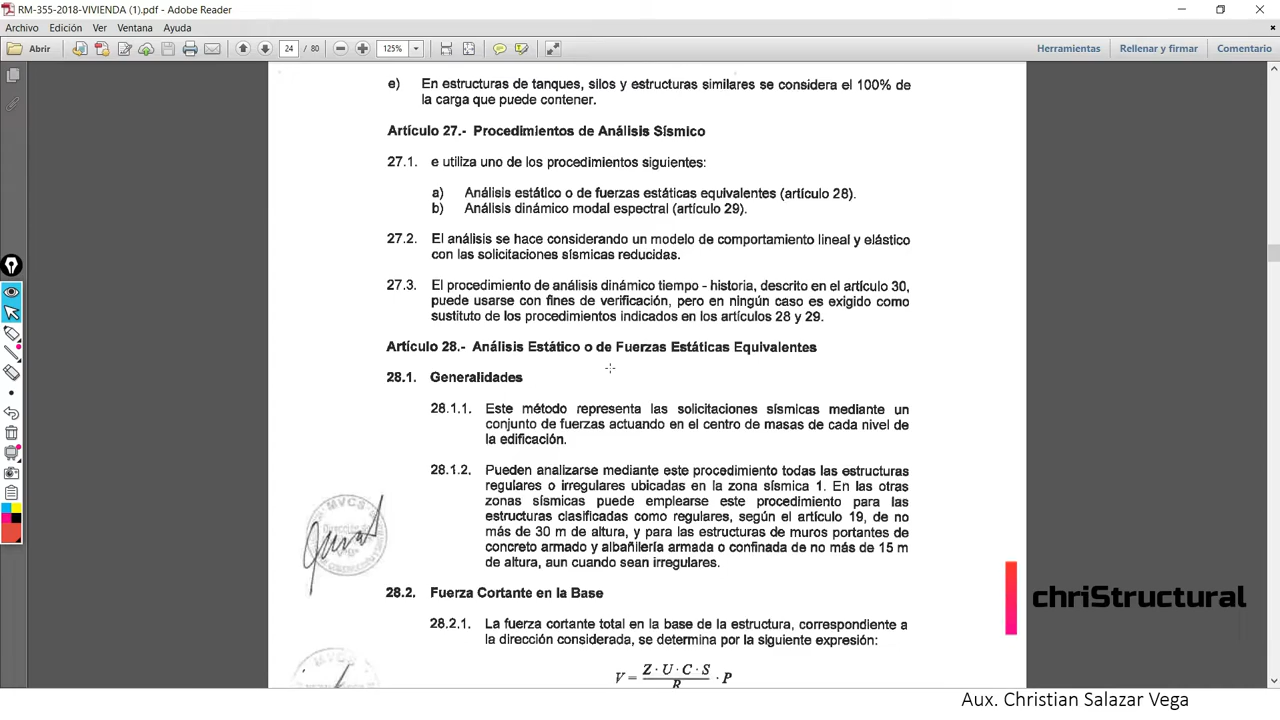 RM-355-2018-VIVIENDA (1).pdf - Adobe Reader
Archivo Edición Ver Ventana Ayuda
Abrir 24 / 80 125% Herramientas Rellenar y firmar Comentario
e) En estructuras de tanques, silos y estructuras similares se considera el 100% de
la carga que puede contener.
Artículo 27.- Procedimientos de Análisis Sísmico
27.1. e utiliza uno de los procedimientos siguientes:
a) Análisis estático o de fuerzas estáticas equivalentes (artículo 28).
b) Análisis dinámico modal espectral (artículo 29).
27.2. El análisis se hace considerando un modelo de comportamiento lineal y elástico
con las solicitaciones sísmicas reducidas.
27.3. El procedimiento de análisis dinámico tiempo - historia, descrito en el artículo 30,
puede usarse con fines de verificación, pero en ningún caso es exigido como
sustituto de los procedimientos indicados en los artículos 28 y 29.
Artículo 28.- Análisis Estático o de Fuerzas Estáticas Equivalentes
28.1. Generalidades
28.1.1. Este método representa las solicitaciones sísmicas mediante un
conjunto de fuerzas actuando en el centro de masas de cada nivel de
la edificación.
28.1.2. Pueden analizarse mediante este procedimiento todas las estructuras
regulares o irregulares ubicadas en la zona sísmica 1. En las otras
zonas sísmicas puede emplearse este procedimiento para las
estructuras clasificadas como regulares, según el artículo 19, de no
más de 30 m de altura, y para las estructuras de muros portantes de
concreto armado y albañilería armada o confinada de no más de 15 m
de altura, aun cuando sean irregulares.
MVCS
28.2. Fuerza Cortante en la Base
28.2.1. La fuerza cortante total en la base de la estructura, correspondiente a
la dirección considerada, se determina por la siguiente expresión:
V = Z · U · C · S / R · P
chriStructural
Aux. Christian Salazar Vega